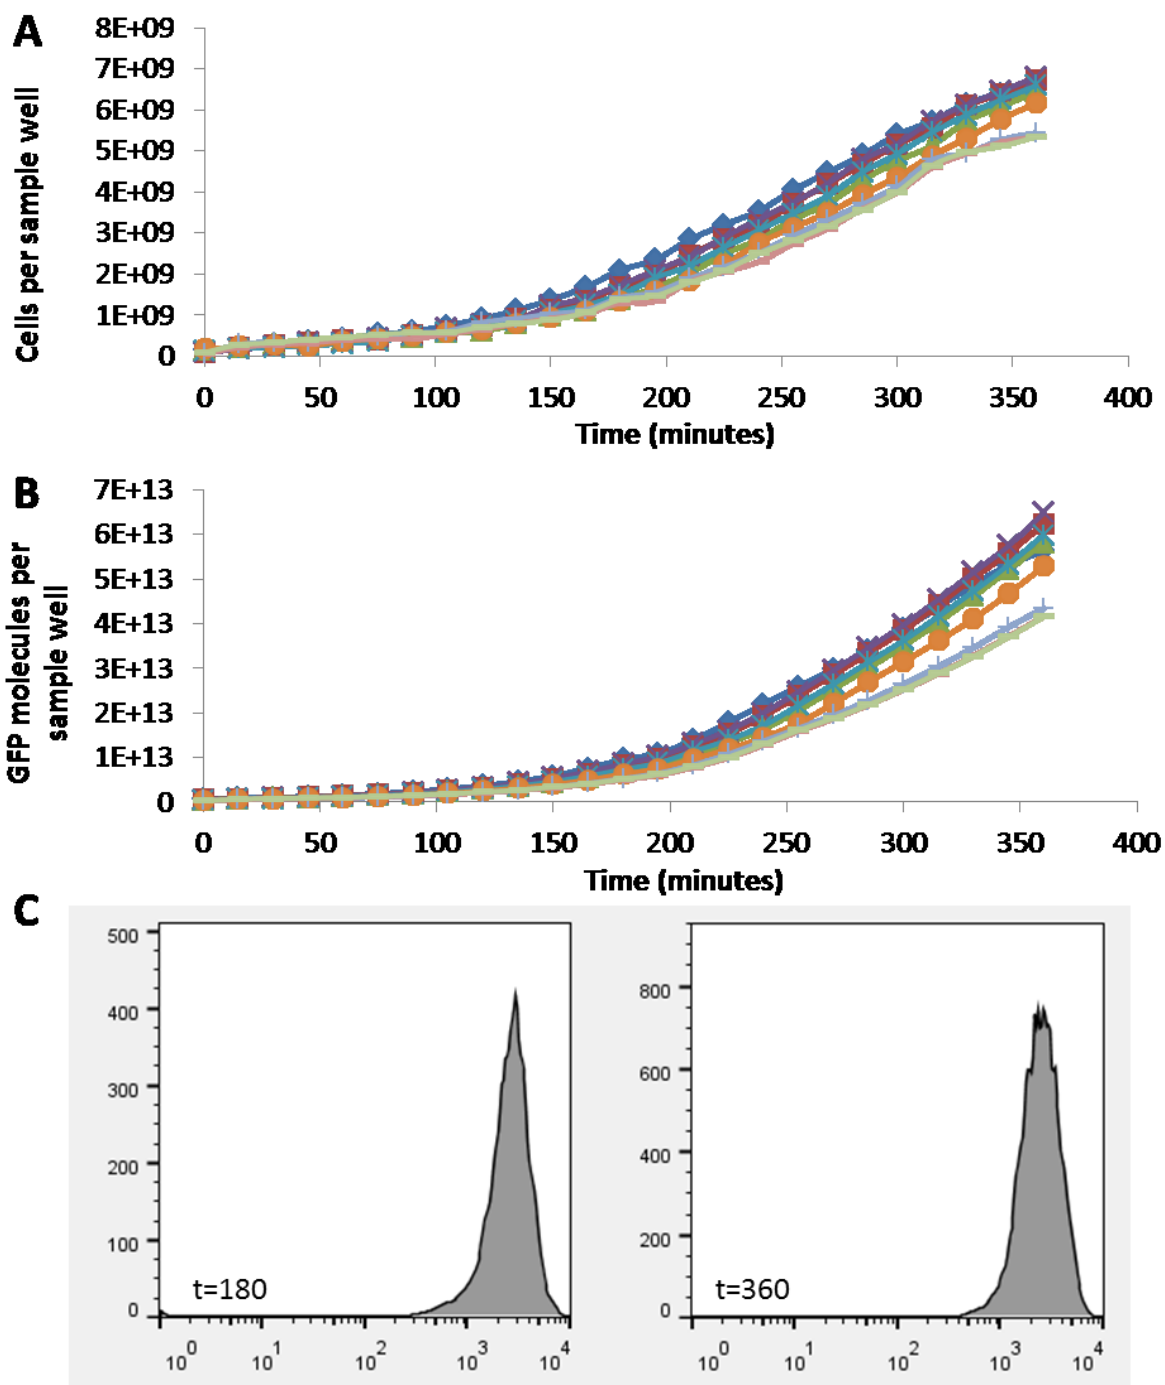 A
8E+09
7E+09
6E+09
5E+09
4E+09
3E+09
2E+09
1E+09
0
Cells per sample well
0 50 100 150 200 250 300 350 400
Time (minutes)
B
7E+13
6E+13
5E+13
4E+13
3E+13
2E+13
1E+13
0
GFP molecules per
sample well
0 50 100 150 200 250 300 350 400
Time (minutes)
C
500
400
300
200
100
0
t=180
10^0 10^1 10^2 10^3 10^4
800
600
400
200
0
t=360
10^0 10^1 10^2 10^3 10^4